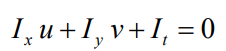 I_x u + I_y v + I_t = 0